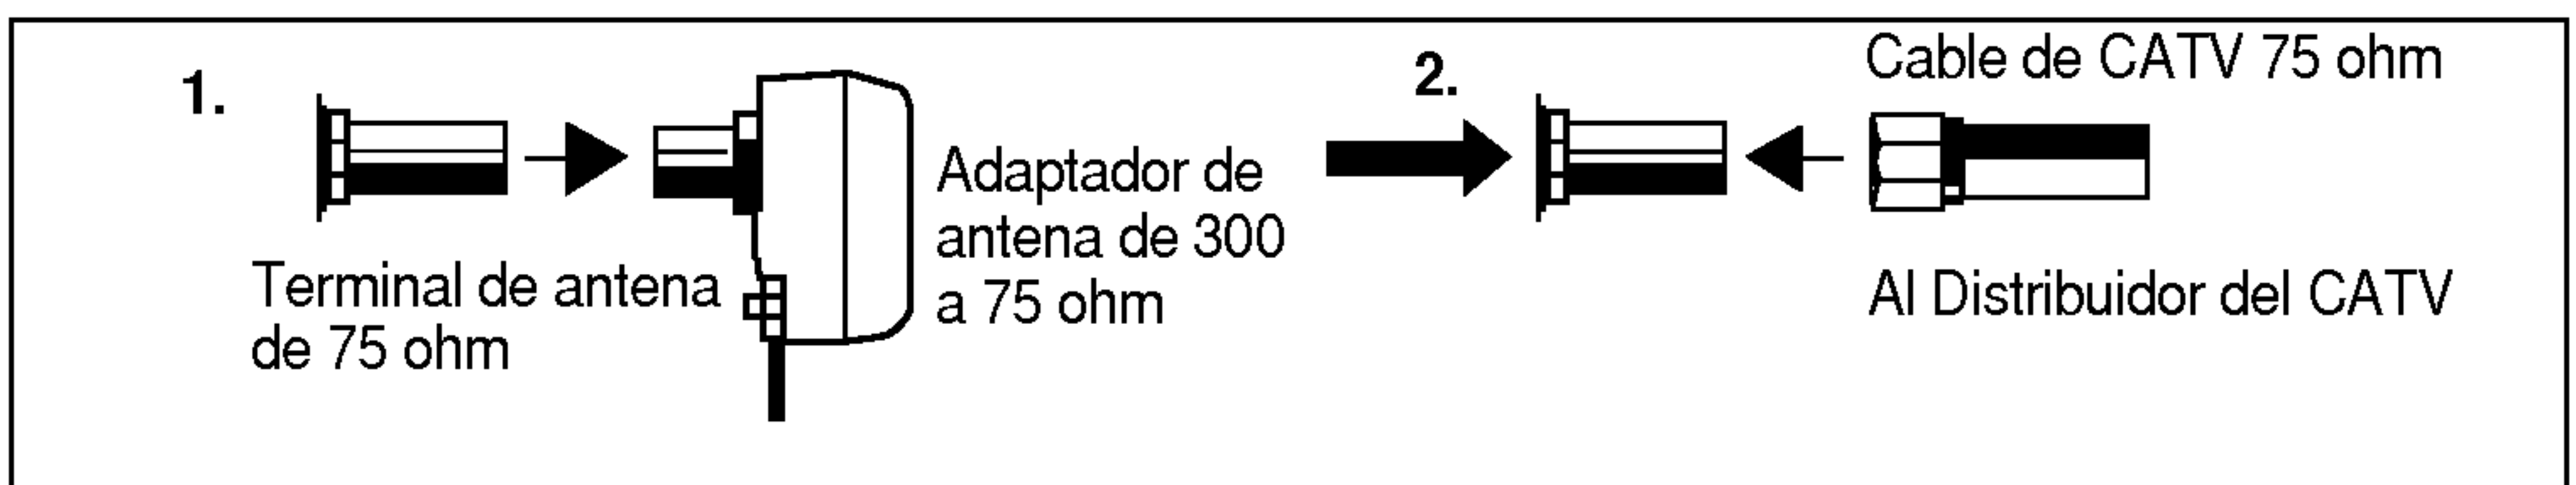 1.
Terminal de antena
de 75 ohm
Adaptador de
antena de 300
a 75 ohm
2.
Cable de CATV 75 ohm
Al Distribuidor del CATV